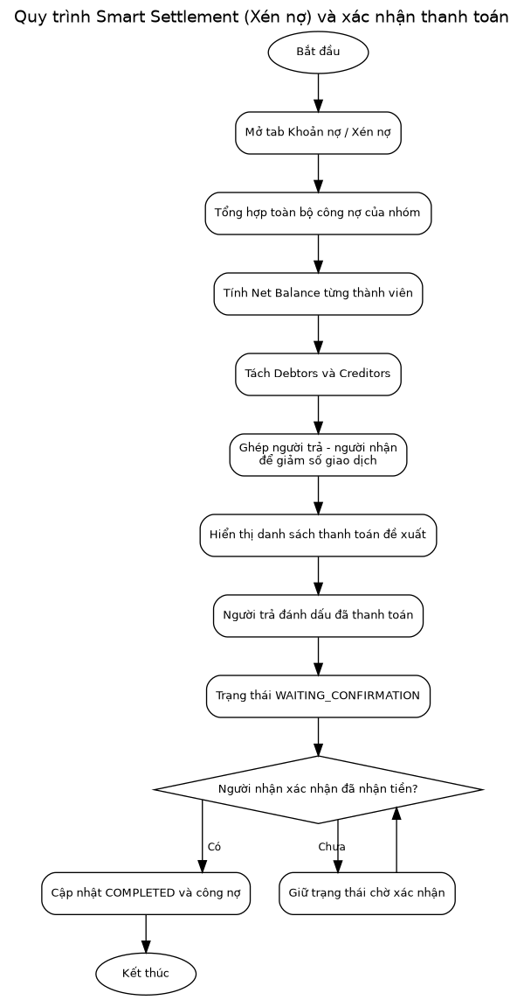 Quy trình Smart Settlement (Xén nợ) và xác nhận thanh toán
Bắt đầu
Mở tab Khoản nợ / Xén nợ
Tổng hợp toàn bộ công nợ của nhóm
Tính Net Balance từng thành viên
Tách Debtors và Creditors
Ghép người trả - người nhận
để giảm số giao dịch
Hiển thị danh sách thanh toán đề xuất
Người trả đánh dấu đã thanh toán
Trạng thái WAITING_CONFIRMATION
Người nhận xác nhận đã nhận tiền?
Có
Chưa
Cập nhật COMPLETED và công nợ
Giữ trạng thái chờ xác nhận
Kết thúc